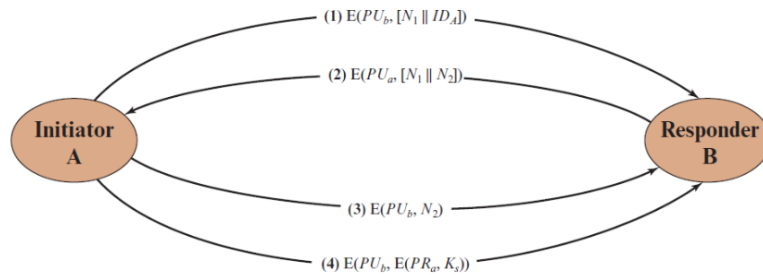 (1) E(PU_b, [N_1 || ID_A])
(2) E(PU_a, [N_1 || N_2])
Initiator
A
Responder
B
(3) E(PU_b, N_2)
(4) E(PU_b, E(PR_a, K_s))